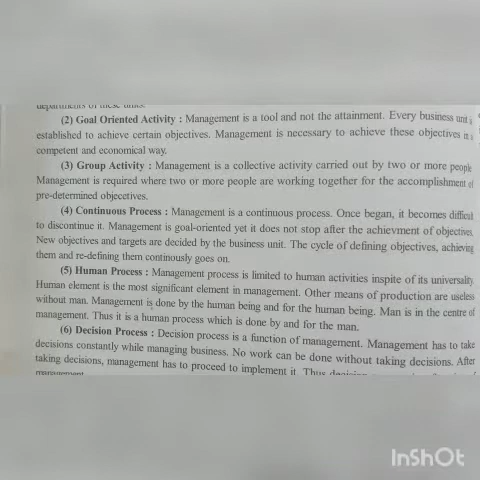 departments of these units.
(2) Goal Oriented Activity : Management is a tool and not the attainment. Every business unit
established to achieve certain objectives. Management is necessary to achieve these objectives in
competent and economical way.
(3) Group Activity : Management is a collective activity carried out by two or more people
Management is required where two or more people are working together for the accomplishment of
pre-determined objecetives.
(4) Continuous Process : Management is a continuous process. Once began, it becomes difficult
to discontinue it. Management is goal-oriented yet it does not stop after the achievment of objectives.
New objectives and targets are decided by the business unit. The cycle of defining objectives, achieving
them and re-defining them continously goes on.
(5) Human Process : Management process is limited to human activities inspite of its universality.
Human element is the most significant element in management. Other means of production are useless
without man. Management is done by the human being and for the human being. Man is in the centre of
management. Thus it is a human process which is done by and for the man.
(6) Decision Process : Decision process is a function of management. Management has to take
decisions constantly while managing business. No work can be done without taking decisions. After
taking decisions, management has to proceed to implement it. Thus decision
management
InShOt